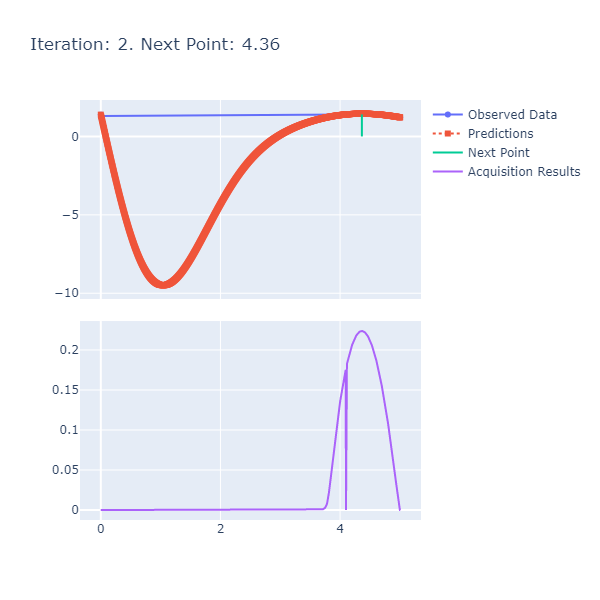 Iteration: 2. Next Point: 4.36
Observed Data
Predictions
Next Point
Acquisition Results
0
−5
−10
0.2
0.15
0.1
0.05
0
0
2
4